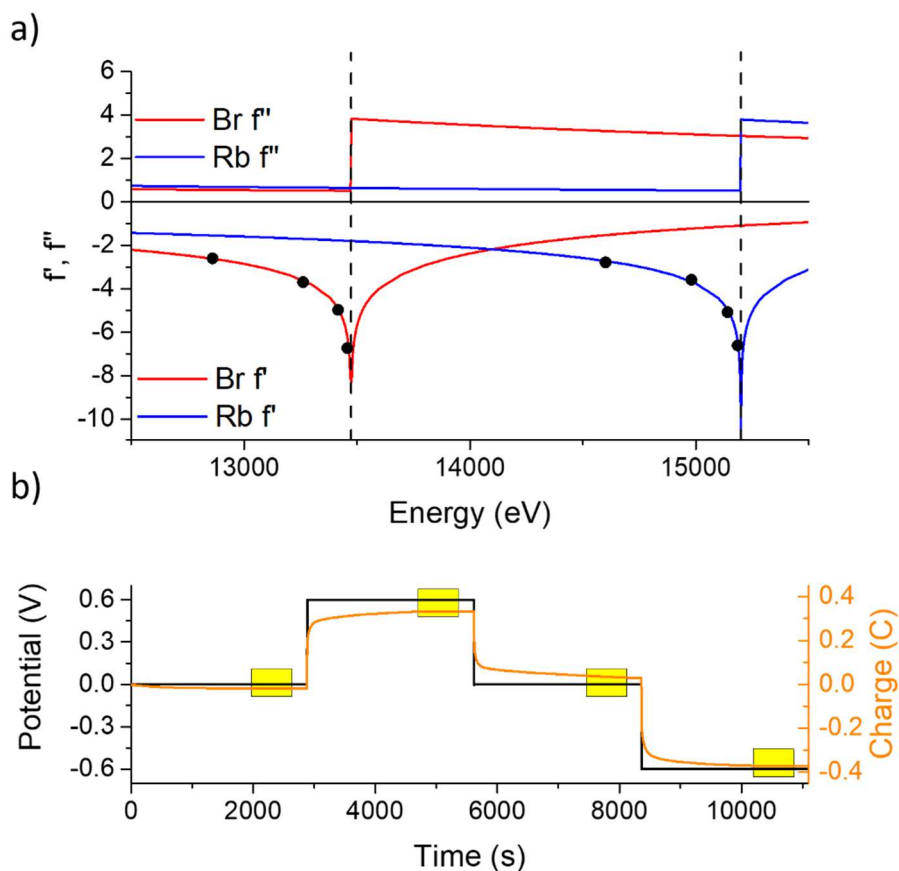 a)
6
4
2
0
-2
-4
-6
-8
-10
Br f''
Rb f''
Br f'
Rb f'
f', f''
13000 14000 15000
Energy (eV)
b)
0.6
0.3
0.0
-0.3
-0.6
Potential (V)
0.4
0.2
0.0
-0.2
-0.4
Charge (C)
0 2000 4000 6000 8000 10000
Time (s)